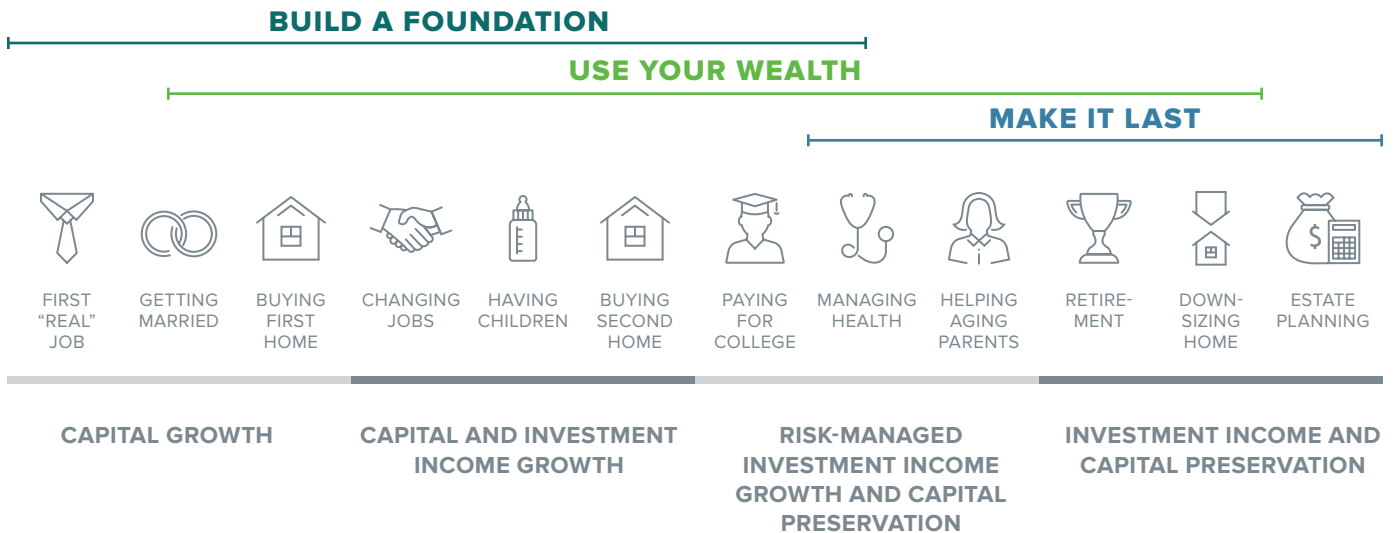 BUILD A FOUNDATION
USE YOUR WEALTH
MAKE IT LAST
$
FIRST
“REAL”
JOB
GETTING
MARRIED
BUYING
FIRST
HOME
CHANGING
JOBS
HAVING
CHILDREN
BUYING
SECOND
HOME
PAYING
FOR
COLLEGE
MANAGING
HEALTH
HELPING
AGING
PARENTS
RETIRE-
MENT
DOWN-
SIZING
HOME
ESTATE
PLANNING
CAPITAL GROWTH
CAPITAL AND INVESTMENT
INCOME GROWTH
RISK-MANAGED
INVESTMENT INCOME
GROWTH AND CAPITAL
PRESERVATION
INVESTMENT INCOME AND
CAPITAL PRESERVATION